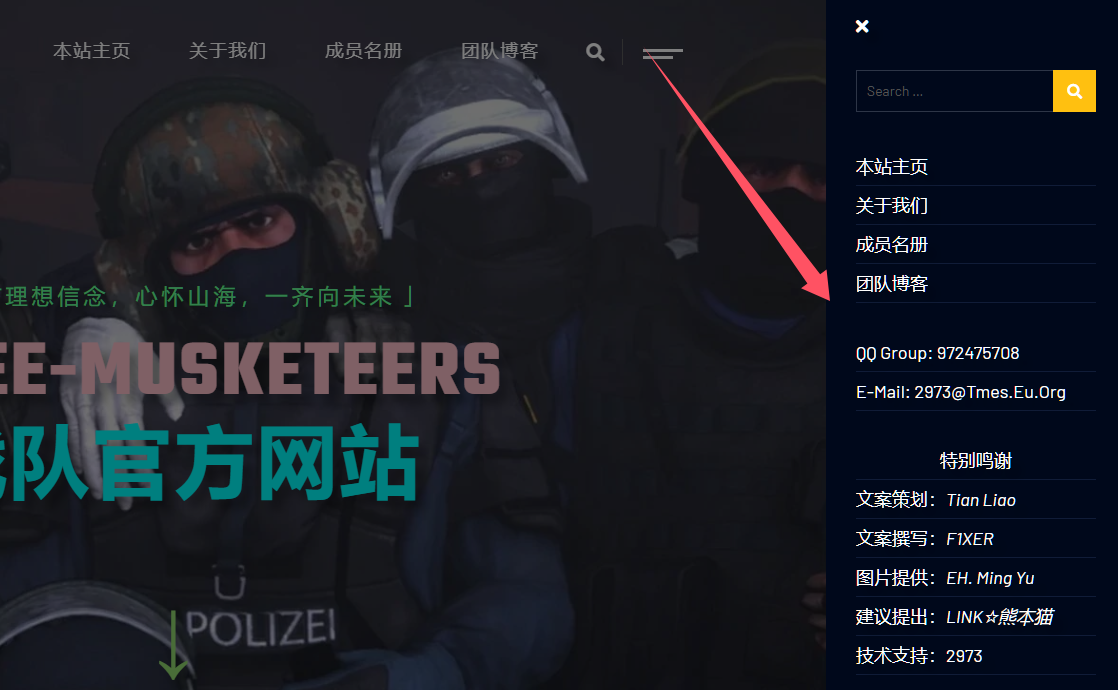 本站主页
关于我们
成员名册
团队博客
理想信念，心怀山海，一齐向未来 」
EE-MUSKETEERS
队官方网站
POLIZEI
Search ...
本站主页
关于我们
成员名册
团队博客
QQ Group: 972475708
E-Mail: 2973@Tmes.Eu.Org
特别鸣谢
文案策划：Tian Liao
文案撰写：F1XER
图片提供：EH. Ming Yu
建议提出：LINK☆熊本猫
技术支持：2973